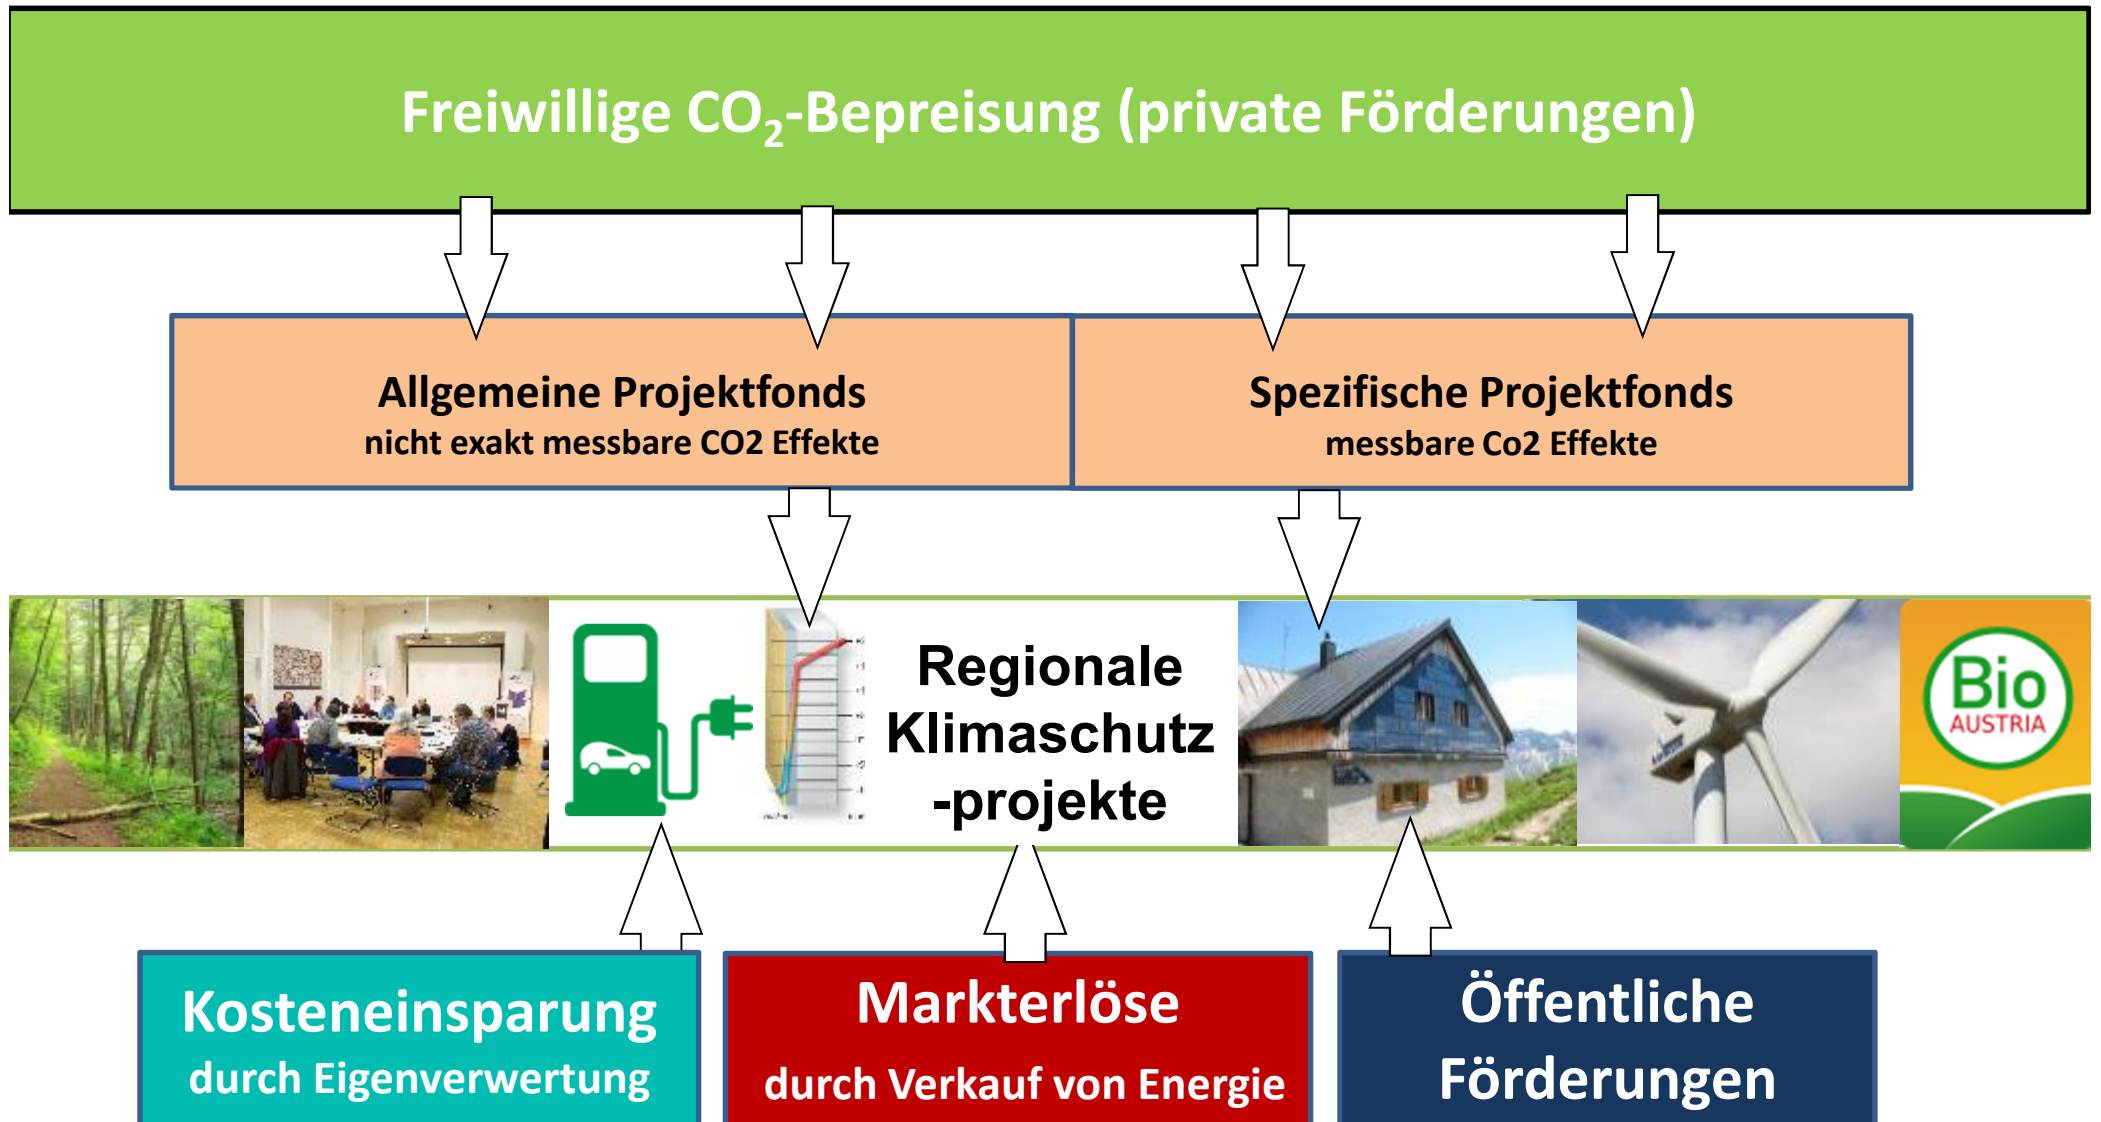 Freiwillige CO₂-Bepreisung (private Förderungen)
Allgemeine Projektfonds
nicht exakt messbare CO2 Effekte
Spezifische Projektfonds
messbare Co2 Effekte
Regionale
Klimaschutz
-projekte
Bio
AUSTRIA
Kosteneinsparung
durch Eigenverwertung
Markterlöse
durch Verkauf von Energie
Öffentliche
Förderungen